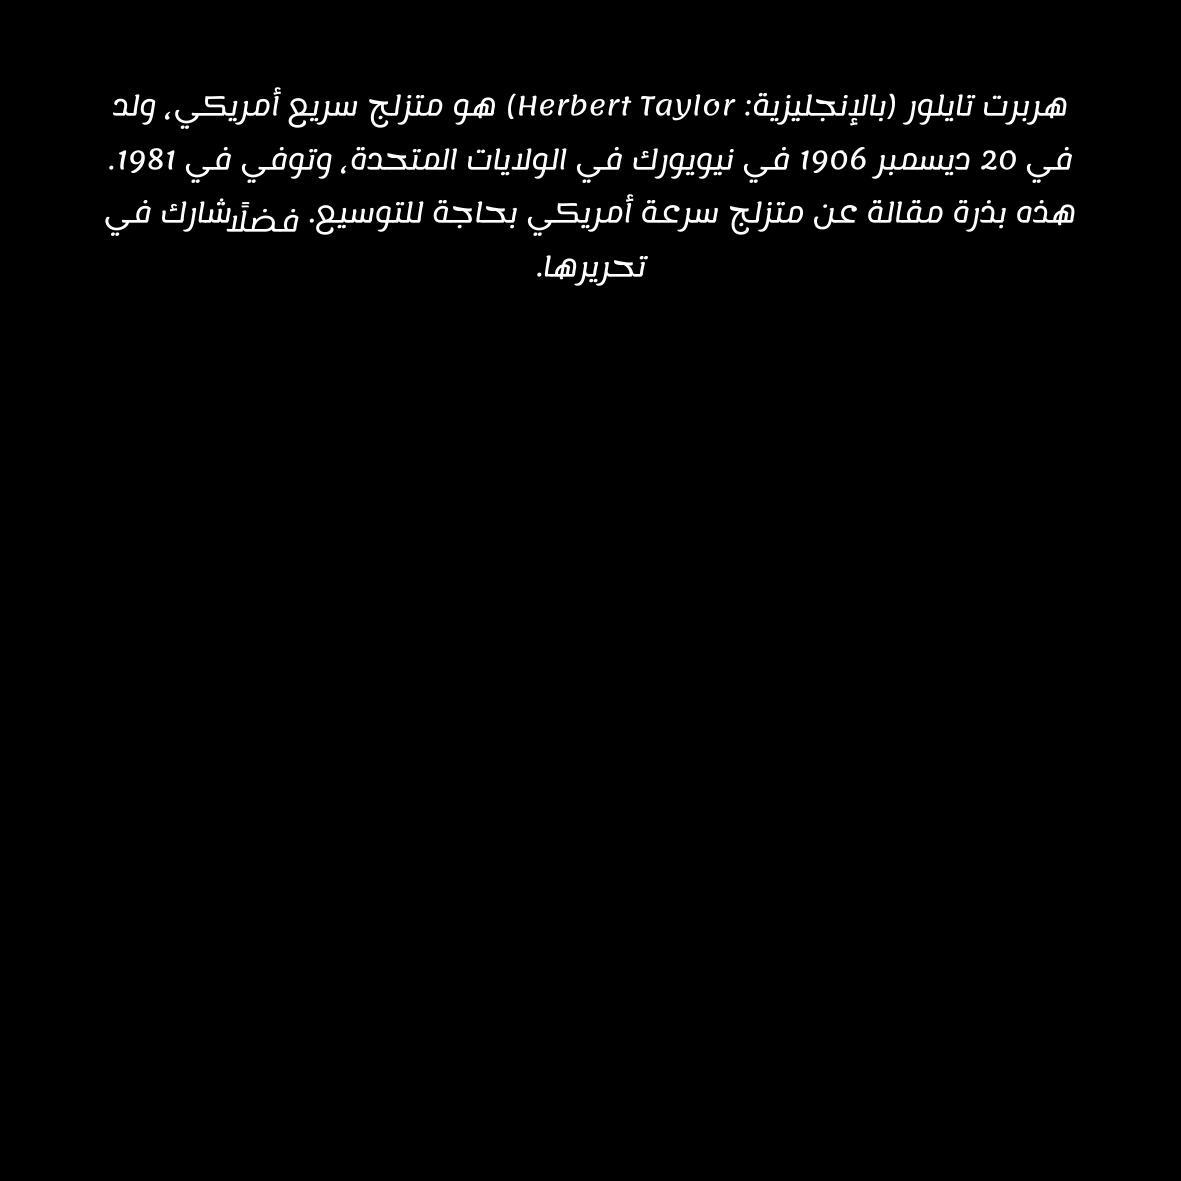 هربرت تايلور (بالإنجليزية: Herbert Taylor) هو متزلج سريع أمريكي، ولد
في 20 ديسمبر 1906 في نيويورك في الولايات المتحدة، وتوفي في 1981.
هذه بذرة مقالة عن متزلج سرعة أمريكي بحاجة للتوسيع. فضلًا شارك في
تحريرها.